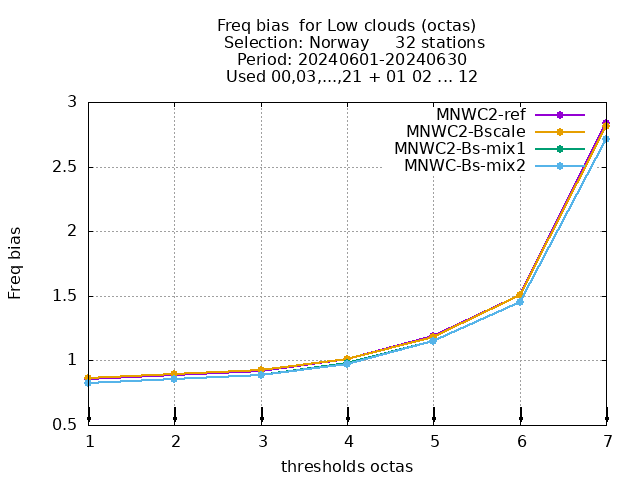 Freq bias  for Low clouds (octas)
Selection: Norway     32 stations
Period: 20240601-20240630
Used 00,03,...,21 + 01 02 ... 12
MNWC2-ref
MNWC2-Bscale
MNWC2-Bs-mix1
MNWC-Bs-mix2
3
2.5
2
1.5
1
0.5
Freq bias
1 2 3 4 5 6 7
thresholds octas